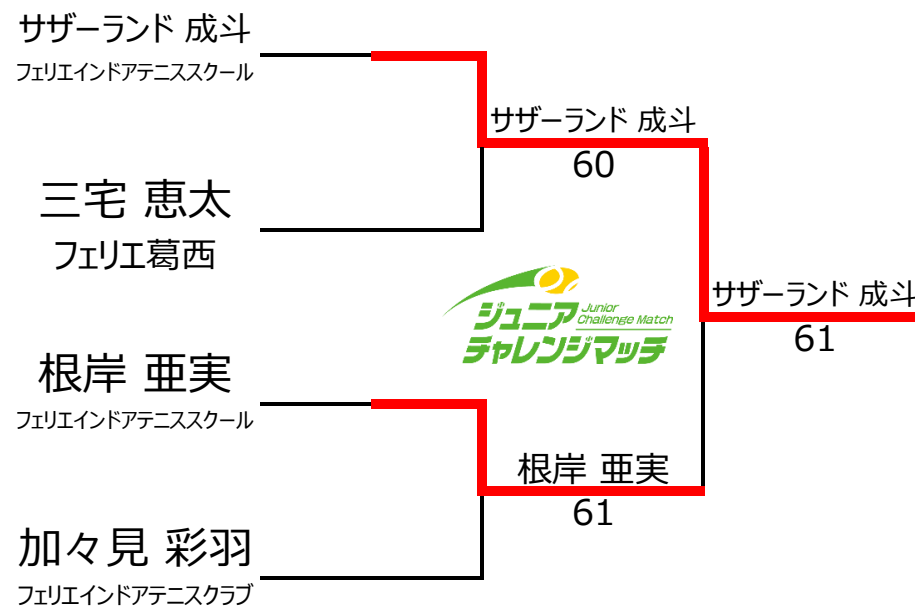 サザーランド 成斗
フェリエインドアテニススクール
サザーランド 成斗
60
三宅 恵太
フェリエ葛西
ジュニア Junior Challenge Match
チャレンジマッチ
サザーランド 成斗
61
根岸 亜実
フェリエインドアテニススクール
根岸 亜実
61
加々見 彩羽
フェリエインドアテニスクラブ